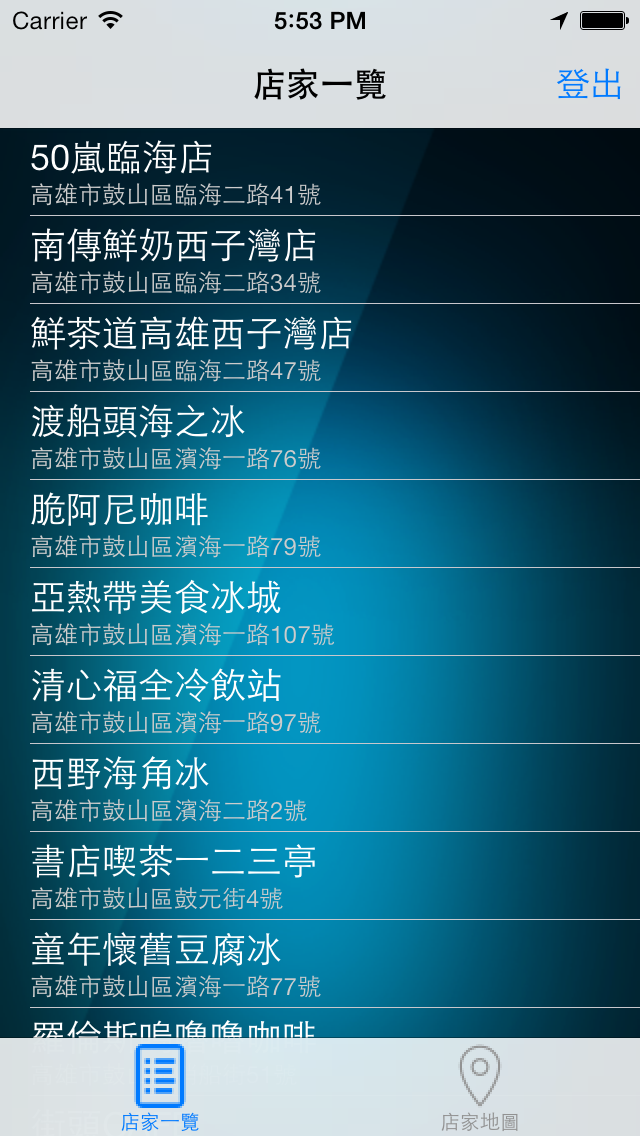 Carrier 5:53 PM
店家一覽 登出
50嵐臨海店
高雄市鼓山區臨海二路41號
南傳鮮奶西子灣店
高雄市鼓山區臨海二路34號
鮮茶道高雄西子灣店
高雄市鼓山區臨海二路47號
渡船頭海之冰
高雄市鼓山區濱海一路76號
脆阿尼咖啡
高雄市鼓山區濱海一路79號
亞熱帶美食冰城
高雄市鼓山區濱海一路107號
清心福全冷飲站
高雄市鼓山區濱海一路97號
西野海角冰
高雄市鼓山區濱海二路2號
書店喫茶一二三亭
高雄市鼓山區鼓元街4號
童年懷舊豆腐冰
高雄市鼓山區濱海一路77號
羅倫斯嗚嚕嚕咖啡
店家一覽 店家地圖